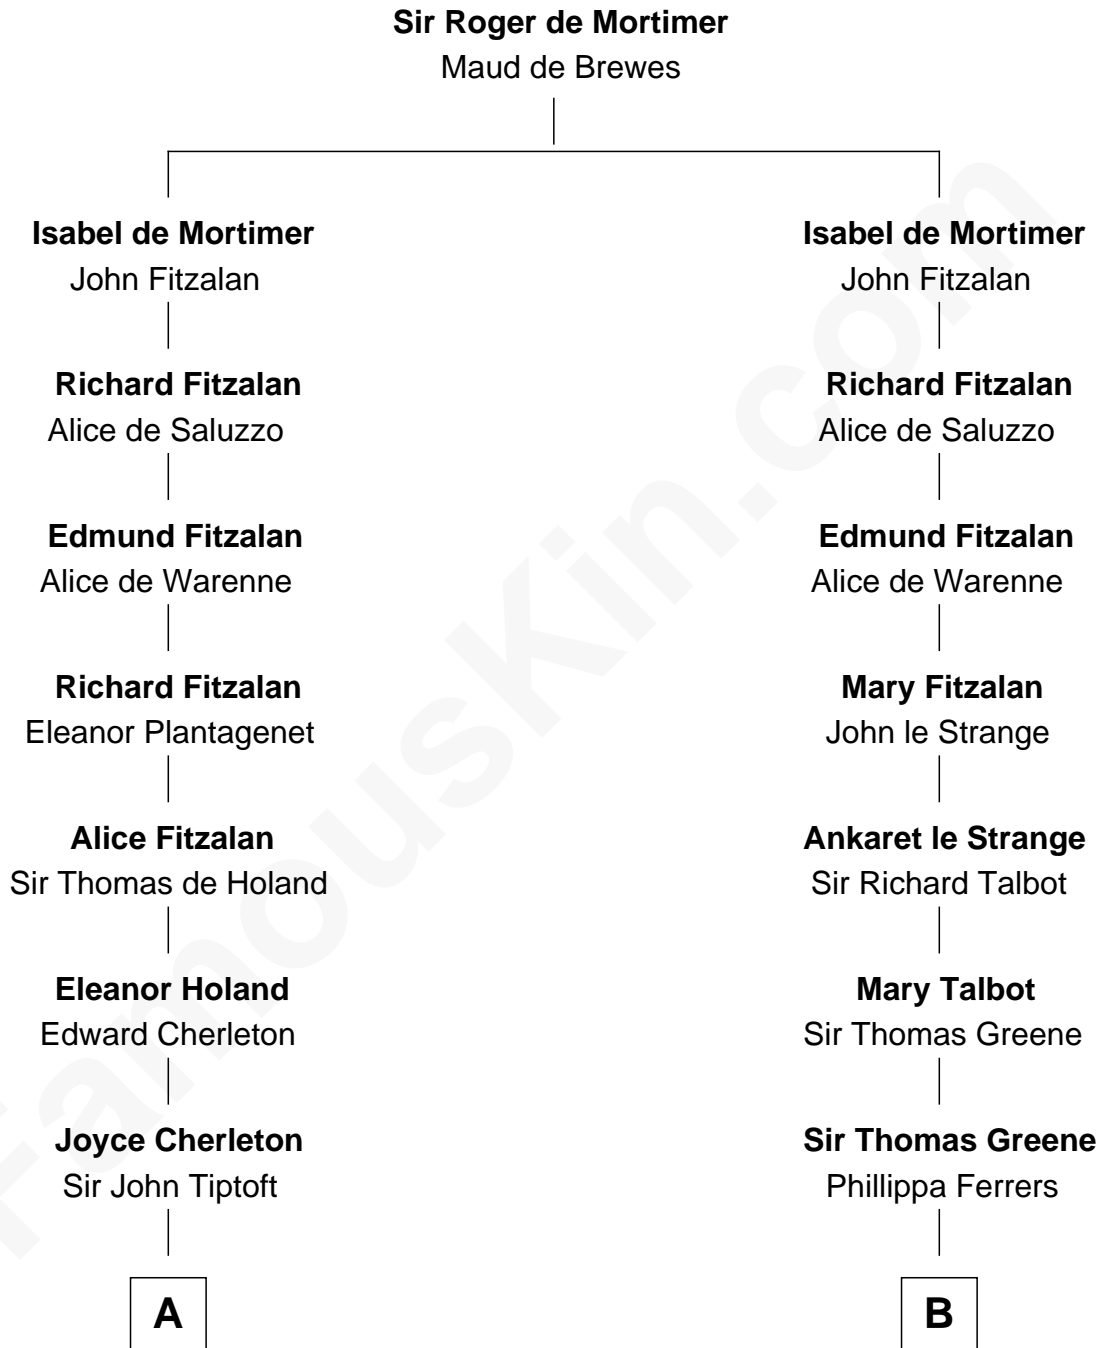 Sir Roger de Mortimer
Maud de Brewes
Isabel de Mortimer
John Fitzalan
Richard Fitzalan
Alice de Saluzzo
Edmund Fitzalan
Alice de Warenne
Richard Fitzalan
Eleanor Plantagenet
Alice Fitzalan
Sir Thomas de Holand
Eleanor Holand
Edward Cherleton
Joyce Cherleton
Sir John Tiptoft
A
Isabel de Mortimer
John Fitzalan
Richard Fitzalan
Alice de Saluzzo
Edmund Fitzalan
Alice de Warenne
Mary Fitzalan
John le Strange
Ankaret le Strange
Sir Richard Talbot
Mary Talbot
Sir Thomas Greene
Sir Thomas Greene
Phillippa Ferrers
B
FamousKin.com